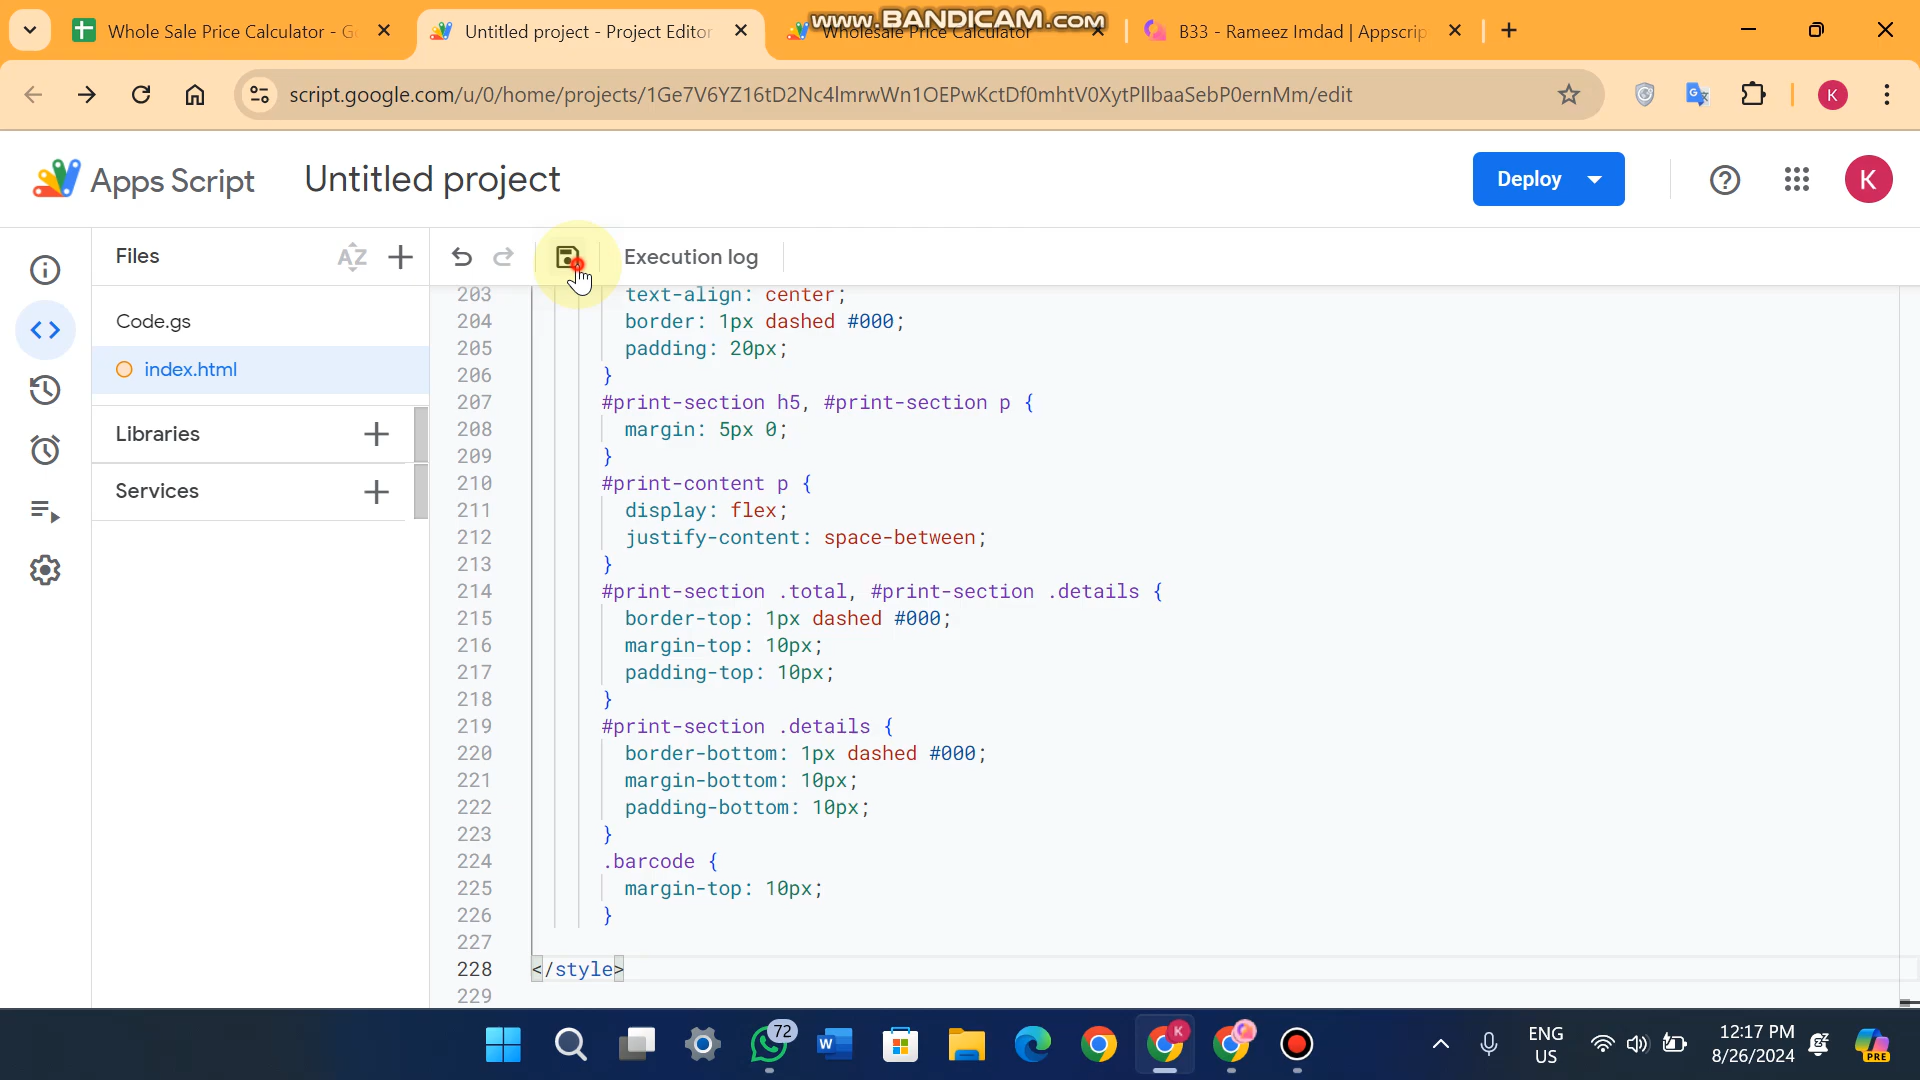 www.BANDICAM.com
Whole Sale Price Calculator - Go
Untitled project - Project Editor
Wholesale Price Calculator
B33 - Rameez Imdad | Appscrip
script.google.com/u/0/home/projects/1Ge7V6YZ16tD2Nc4lmrwWn1OEPwKctDf0mhtV0XytPllbaaSebP0ernMm/edit
K
Apps Script
Untitled project
Deploy
K
Files
AZ
Execution log
Code.gs
index.html
Libraries
Services
203 text-align: center;
204 border: 1px dashed #000;
205 padding: 20px;
206 }
207 #print-section h5, #print-section p {
208 margin: 5px 0;
209 }
210 #print-content p {
211 display: flex;
212 justify-content: space-between;
213 }
214 #print-section .total, #print-section .details {
215 border-top: 1px dashed #000;
216 margin-top: 10px;
217 padding-top: 10px;
218 }
219 #print-section .details {
220 border-bottom: 1px dashed #000;
221 margin-bottom: 10px;
222 padding-bottom: 10px;
223 }
224 .barcode {
225 margin-top: 10px;
226 }
227
228 </style>
229
72
W
K
ENG
US
12:17 PM
8/26/2024
PRE